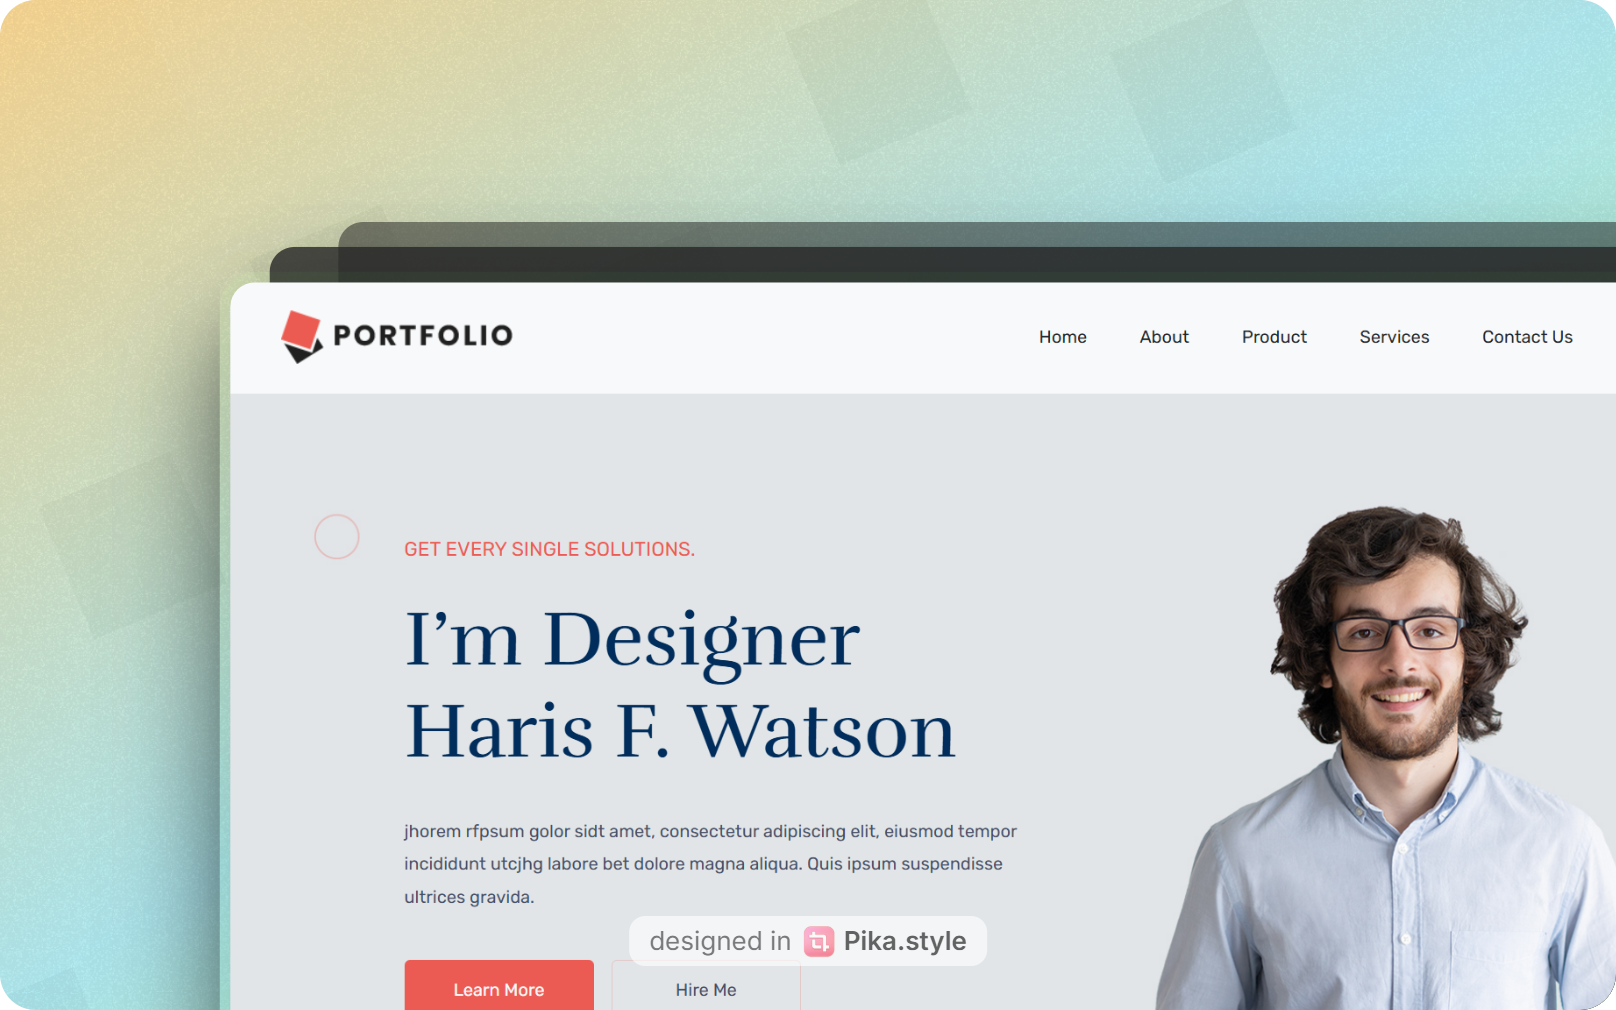 PORTFOLIO
Home About Product Services Contact Us
GET EVERY SINGLE SOLUTIONS.
I’m Designer
Haris F. Watson
jhorem rfpsum golor sidt amet, consectetur adipiscing elit, eiusmod tempor
incididunt utcjhg labore bet dolore magna aliqua. Quis ipsum suspendisse
ultrices gravida.
designed in Pika.style
Learn More Hire Me